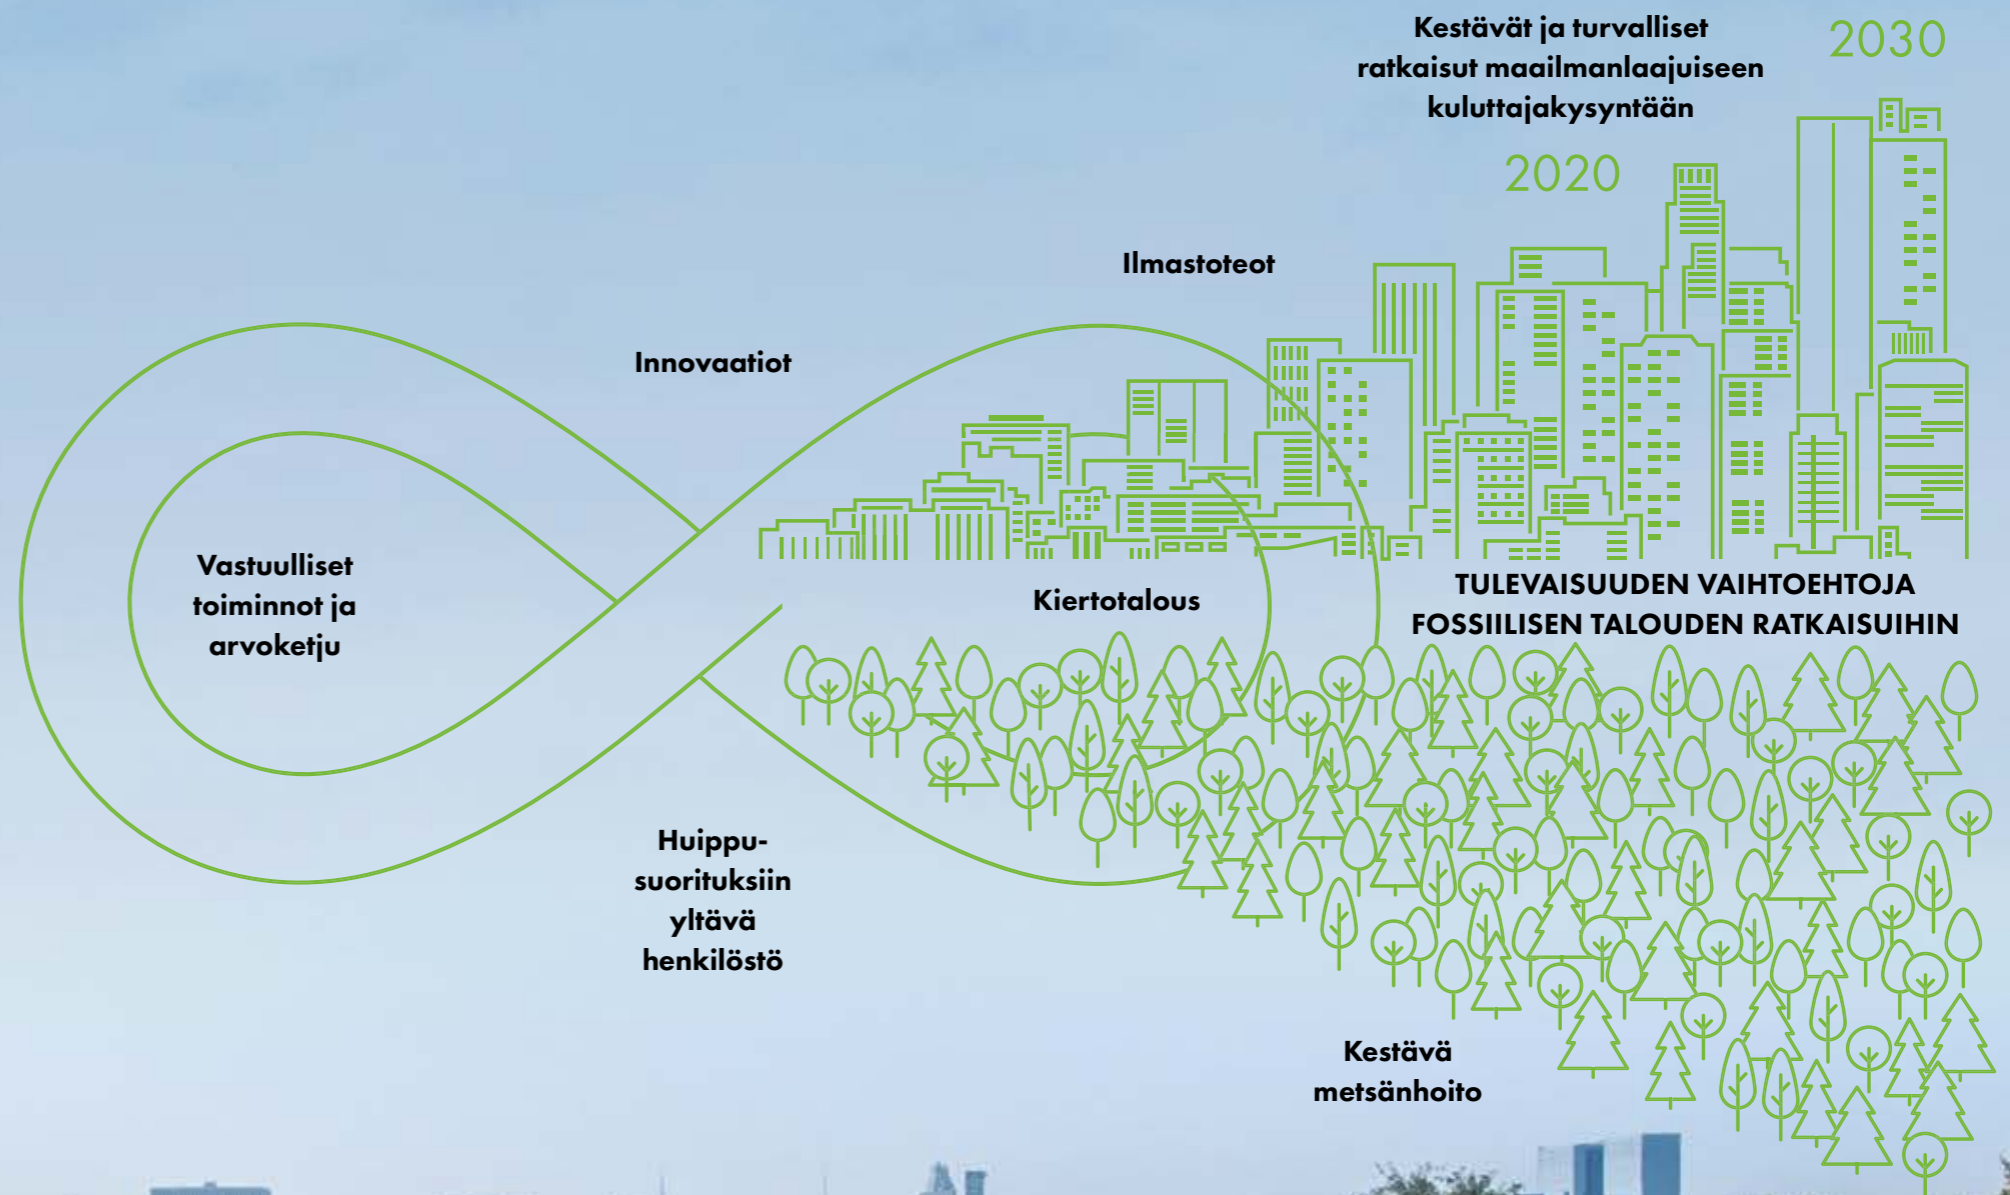 Kestävät ja turvalliset
ratkaisut maailmanlaajuiseen
kuluttajakysyntään
2030
2020
Ilmastoteot
Innovaatiot
Vastuulliset
toiminnot ja
arvoketju
Kiertotalous
TULEVAISUUDEN VAIHTOEHTOJA
FOSSIILISEN TALOUDEN RATKAISUIHIN
Huippu-
suorituksiin
yltävä
henkilöstö
Kestävä
metsänhoito